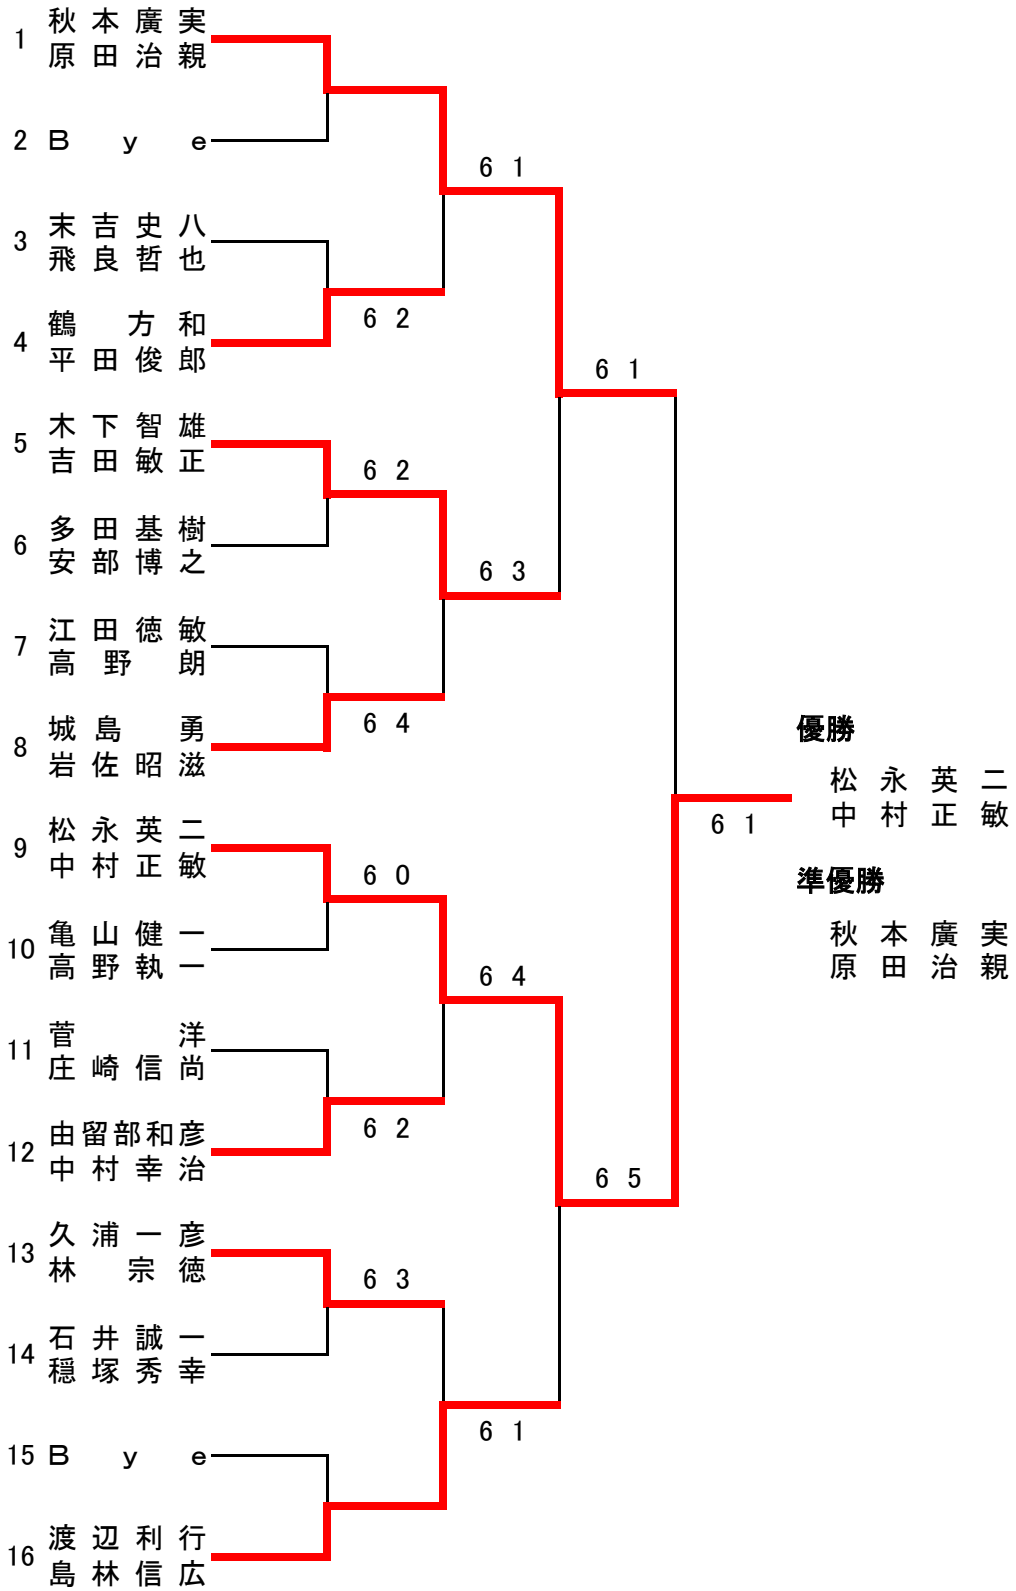 1 秋本廣実
原田治親
2 Bye
3 末吉史八
飛良哲也
4 鶴方和
平田俊郎
5 木下智雄
吉田敏正
6 多田基樹
安部博之
7 江田徳敏
高野朗
8 城島勇
岩佐昭滋
9 松永英二
中村正敏
10 亀山健一
高野執一
11 菅洋
庄崎信尚
12 由留部和彦
中村幸治
13 久浦一彦
林宗徳
14 石井誠一
穏塚秀幸
15 Bye
16 渡辺利行
島林信広
6 2
6 2
6 4
6 0
6 2
6 3
6 1
6 3
6 4
6 1
6 1
6 5
6 1
優勝
松永英二
中村正敏
準優勝
秋本廣実
原田治親